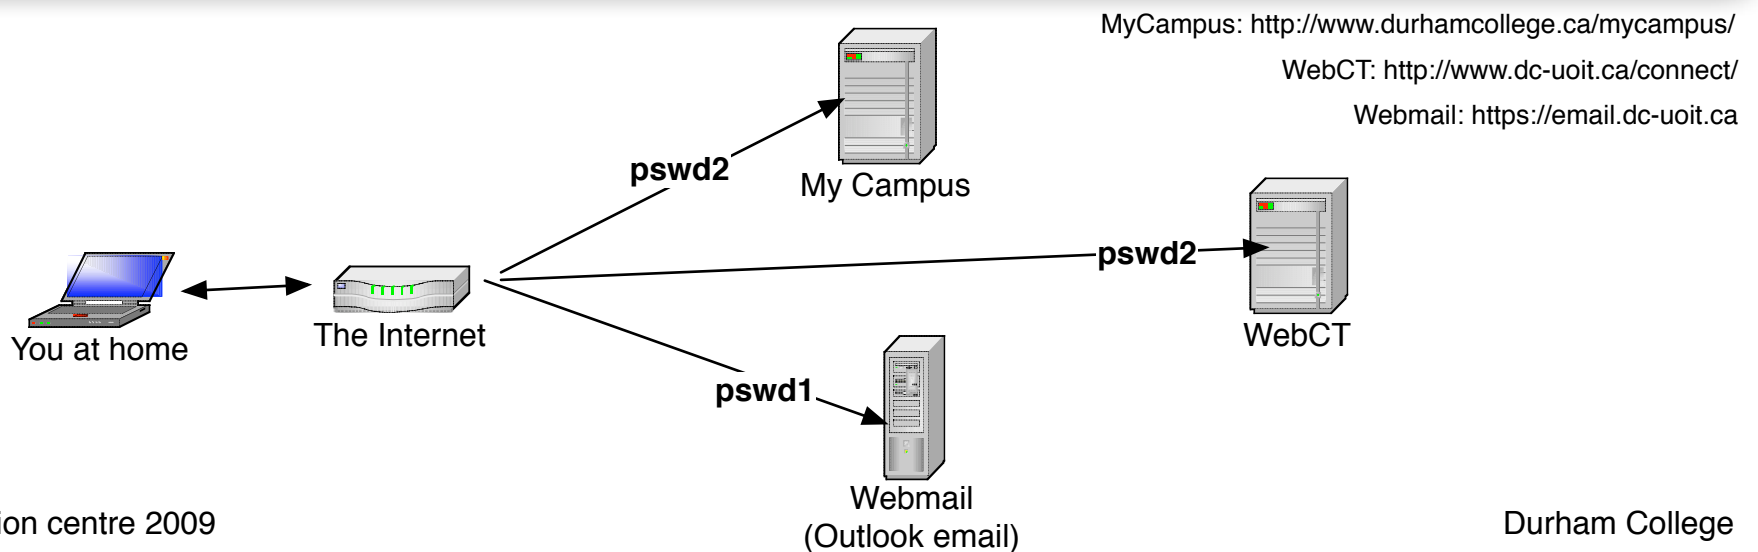 MyCampus: http://www.durhamcollege.ca/mycampus/
WebCT: http://www.dc-uoit.ca/connect/
Webmail: https://email.dc-uoit.ca
pswd2
My Campus
pswd2
You at home
The Internet
WebCT
pswd1
Webmail
(Outlook email)
ion centre 2009
Durham College